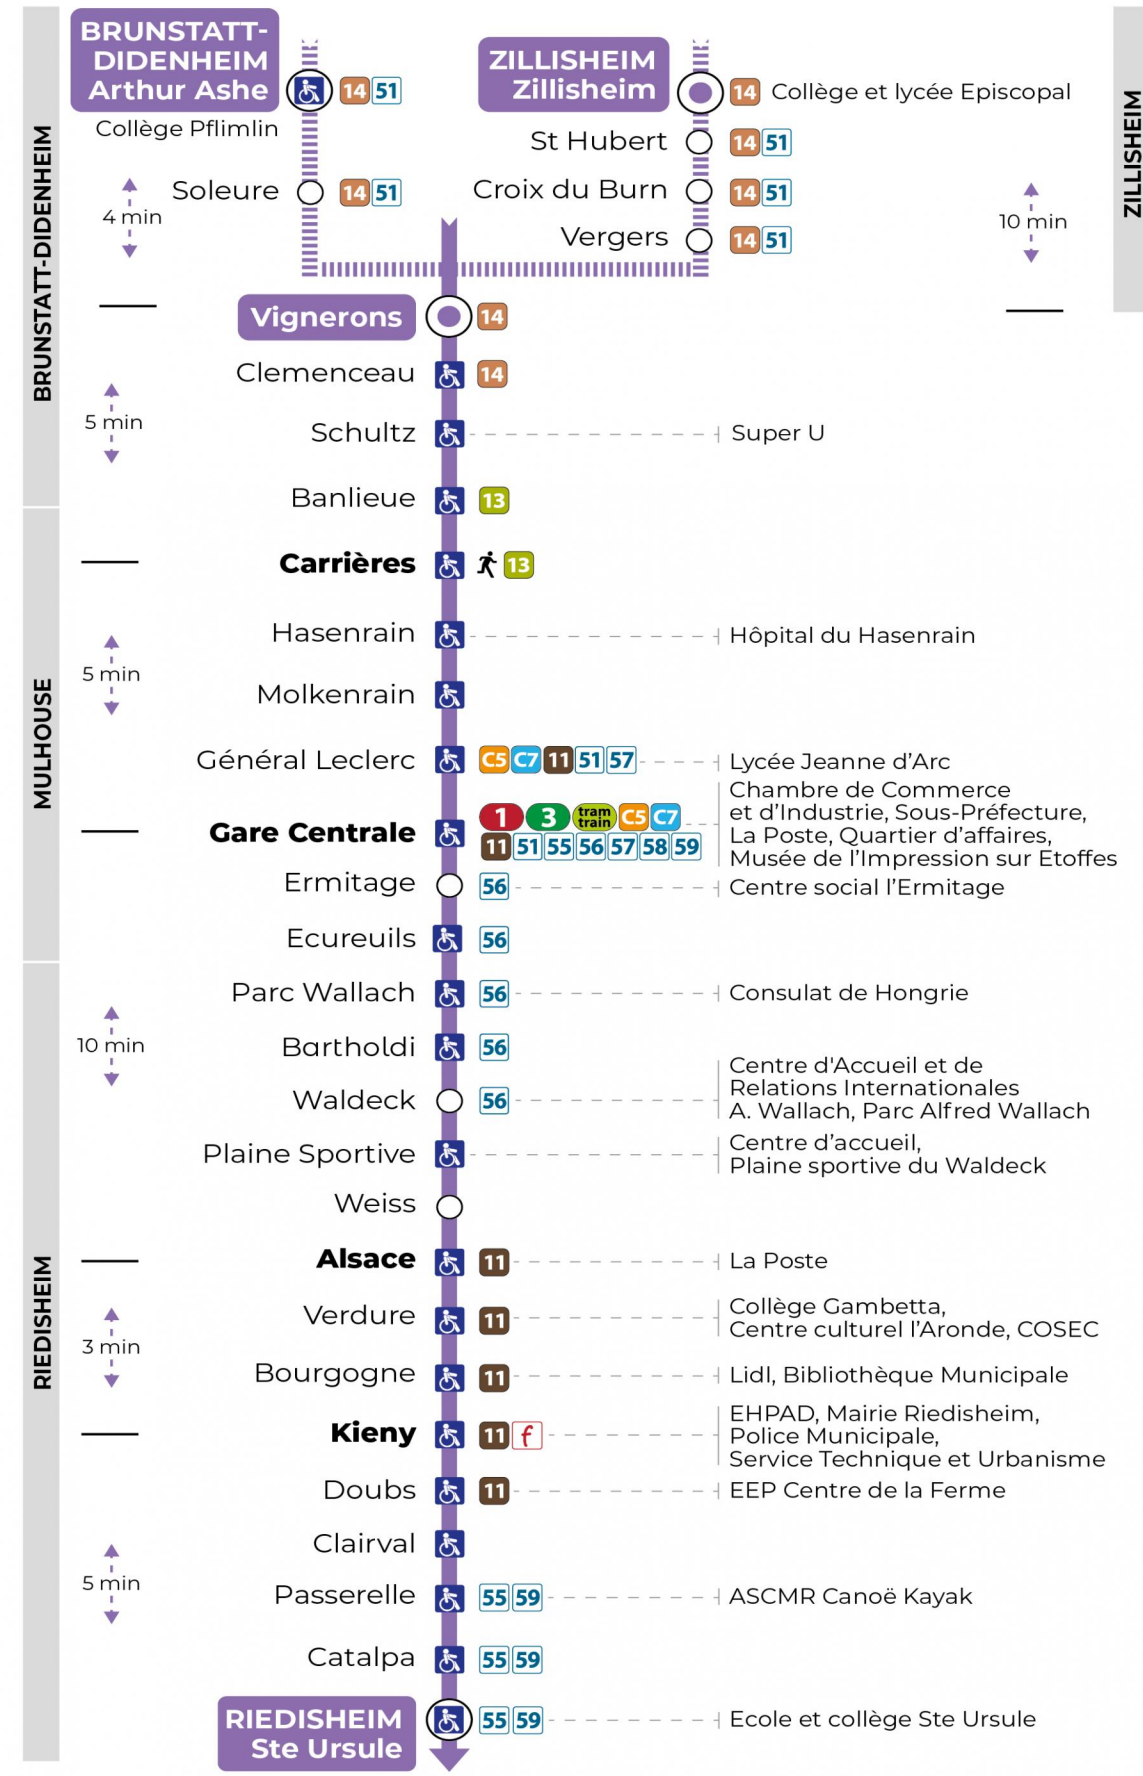 BRUNSTATT-
DIDENHEIM
Arthur Ashe
14 51
Collège Pflimlin
Soleure
14 51
4 min
ZILLISHEIM
Zillisheim
14 Collège et lycée Episcopal
St Hubert
14 51
Croix du Burn
14 51
Vergers
14 51
10 min
ZILLISHEIM
BRUNSTATT-DIDENHEIM
Vignerons
14
Clemenceau
14
5 min
Schultz
Super U
Banlieue
13
MULHOUSE
Carrières
13
Hasenrain
Hôpital du Hasenrain
5 min
Molkenrain
Général Leclerc
C5 C7 11 51 57
Lycée Jeanne d’Arc
Gare Centrale
1 3 tram train C5 C7
11 51 55 56 57 58 59
Chambre de Commerce
et d’Industrie, Sous-Préfecture,
La Poste, Quartier d’affaires,
Musée de l’Impression sur Etoffes
Ermitage
56
Centre social l’Ermitage
Ecureuils
56
RIEDISHEIM
Parc Wallach
56
Consulat de Hongrie
10 min
Bartholdi
56
Waldeck
56
Centre d'Accueil et de
Relations Internationales
A. Wallach, Parc Alfred Wallach
Plaine Sportive
Centre d’accueil,
Plaine sportive du Waldeck
Weiss
Alsace
11
La Poste
Verdure
11
Collège Gambetta,
Centre culturel l’Aronde, COSEC
3 min
Bourgogne
11
Lidl, Bibliothèque Municipale
Kieny
11 f
EHPAD, Mairie Riedisheim,
Police Municipale,
Service Technique et Urbanisme
Doubs
11
EEP Centre de la Ferme
Clairval
5 min
Passerelle
55 59
ASCMR Canoë Kayak
Catalpa
55 59
RIEDISHEIM
Ste Ursule
55 59
Ecole et collège Ste Ursule